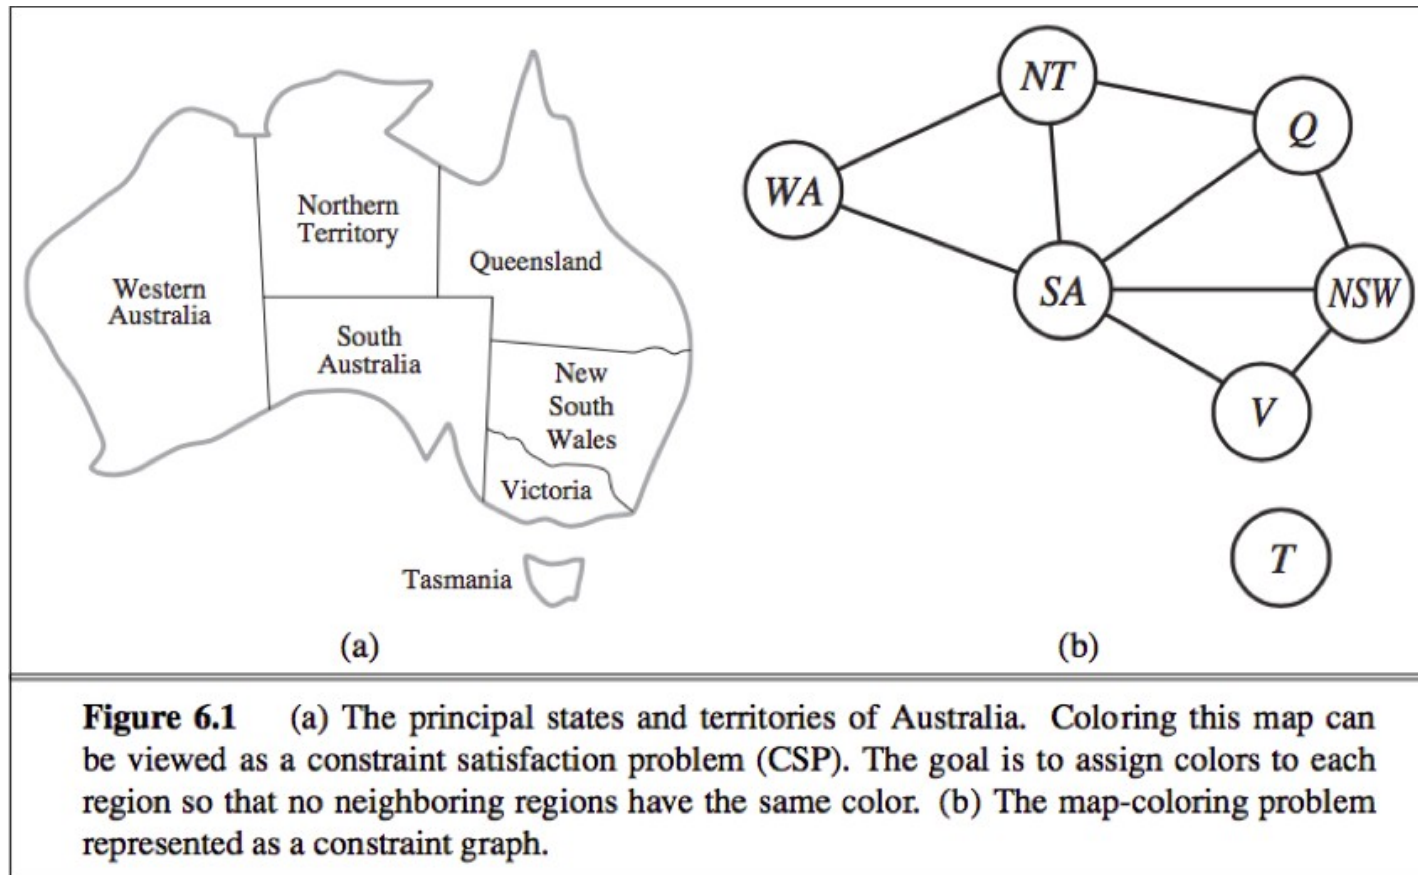 Northern
Territory
Queensland
Western
Australia
South
Australia
New
South
Wales
Victoria
Tasmania
(a)
NT
Q
WA
SA
NSW
V
T
(b)
Figure 6.1 (a) The principal states and territories of Australia. Coloring this map can
be viewed as a constraint satisfaction problem (CSP). The goal is to assign colors to each
region so that no neighboring regions have the same color. (b) The map-coloring problem
represented as a constraint graph.